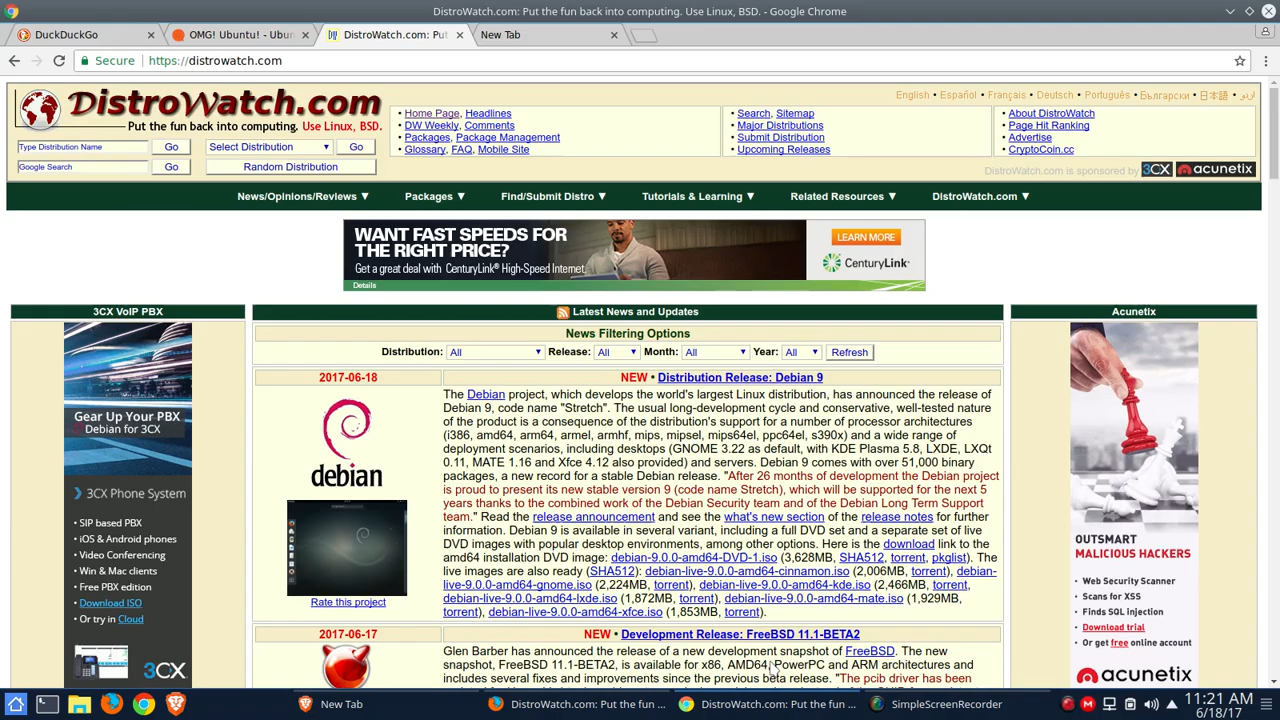 DistroWatch.com: Put the fun back into computing. Use Linux, BSD. - Google Chrome
DuckDuckGo
OMG! Ubuntu! - Ubun
DistroWatch.com: Put
New Tab
Secure
https://distrowatch.com
DistroWatch.com
Put the fun back into computing. Use Linux, BSD.
Type Distribution Name
Go
Select Distribution
Go
Google Search
Go
Random Distribution
• Home Page, Headlines
• DW Weekly, Comments
• Packages, Package Management
• Glossary, FAQ, Mobile Site
• Search, Sitemap
• Major Distributions
• Submit Distribution
• Upcoming Releases
English - Español - Français - Deutsch - Português - Български - 日本語 - اردو
• About DistroWatch
• Page Hit Ranking
• Advertise
• CryptoCoin.cc
DistroWatch.com is sponsored by 3CX acunetix
News/Opinions/Reviews ▼
Packages ▼
Find/Submit Distro ▼
Tutorials & Learning ▼
Related Resources ▼
DistroWatch.com ▼
WANT FAST SPEEDS FOR
THE RIGHT PRICE?
Get a great deal with CenturyLink® High-Speed Internet.
Details
LEARN MORE
CenturyLink®
3CX VoIP PBX
Gear Up Your PBX
Debian for 3CX
3CX Phone System
• SIP based PBX
• iOS & Android phones
• Video Conferencing
• Win & Mac clients
• Free PBX edition
• Download ISO
• Or try in Cloud
3CX
Latest News and Updates
News Filtering Options
Distribution: All Release: All Month: All Year: All Refresh
2017-06-18
NEW • Distribution Release: Debian 9
debian
Rate this project
The Debian project, which develops the world's largest Linux distribution, has announced the release of
Debian 9, code name "Stretch". The usual long-development cycle and conservative, well-tested nature
of the product is a consequence of the distribution's support for a number of processor architectures
(i386, amd64, arm64, armel, armhf, mips, mipsel, mips64el, ppc64el, s390x) and a wide range of
deployment scenarios, including desktops (GNOME 3.22 as default, with KDE Plasma 5.8, LXDE, LXQt
0.11, MATE 1.16 and Xfce 4.12 also provided) and servers. Debian 9 comes with over 51,000 binary
packages, a new record for a stable Debian release. "After 26 months of development the Debian project
is proud to present its new stable version 9 (code name Stretch), which will be supported for the next 5
years thanks to the combined work of the Debian Security team and of the Debian Long Term Support
team." Read the release announcement and see the what's new section of the release notes for further
information. Debian 9 is available in several variant, including a full DVD set and a separate set of live
DVD images with popular desktop environments, among other options. Here is the download link to the
amd64 installation DVD image: debian-9.0.0-amd64-DVD-1.iso (3,628MB, SHA512, torrent, pkglist). The
live images are also ready (SHA512): debian-live-9.0.0-amd64-cinnamon.iso (2,006MB, torrent), debian-
live-9.0.0-amd64-gnome.iso (2,224MB, torrent), debian-live-9.0.0-amd64-kde.iso (2,466MB, torrent,
debian-live-9.0.0-amd64-lxde.iso (1,872MB, torrent), debian-live-9.0.0-amd64-mate.iso (1,929MB,
torrent), debian-live-9.0.0-amd64-xfce.iso (1,853MB, torrent).
2017-06-17
NEW • Development Release: FreeBSD 11.1-BETA2
Glen Barber has announced the release of a new development snapshot of FreeBSD. The new
snapshot, FreeBSD 11.1-BETA2, is available for x86, AMD64, PowerPC and ARM architectures and
includes several fixes and improvements since the previous beta release. "The pcib driver has been
Acunetix
OUTSMART
MALICIOUS HACKERS
• Web Security Scanner
• Scans for XSS
• Finds SQL injection
• Download trial
• Or get free online account
New Tab
DistroWatch.com: Put the fun ...
DistroWatch.com: Put the fun ...
SimpleScreenRecorder
11:21 AM
6/18/17